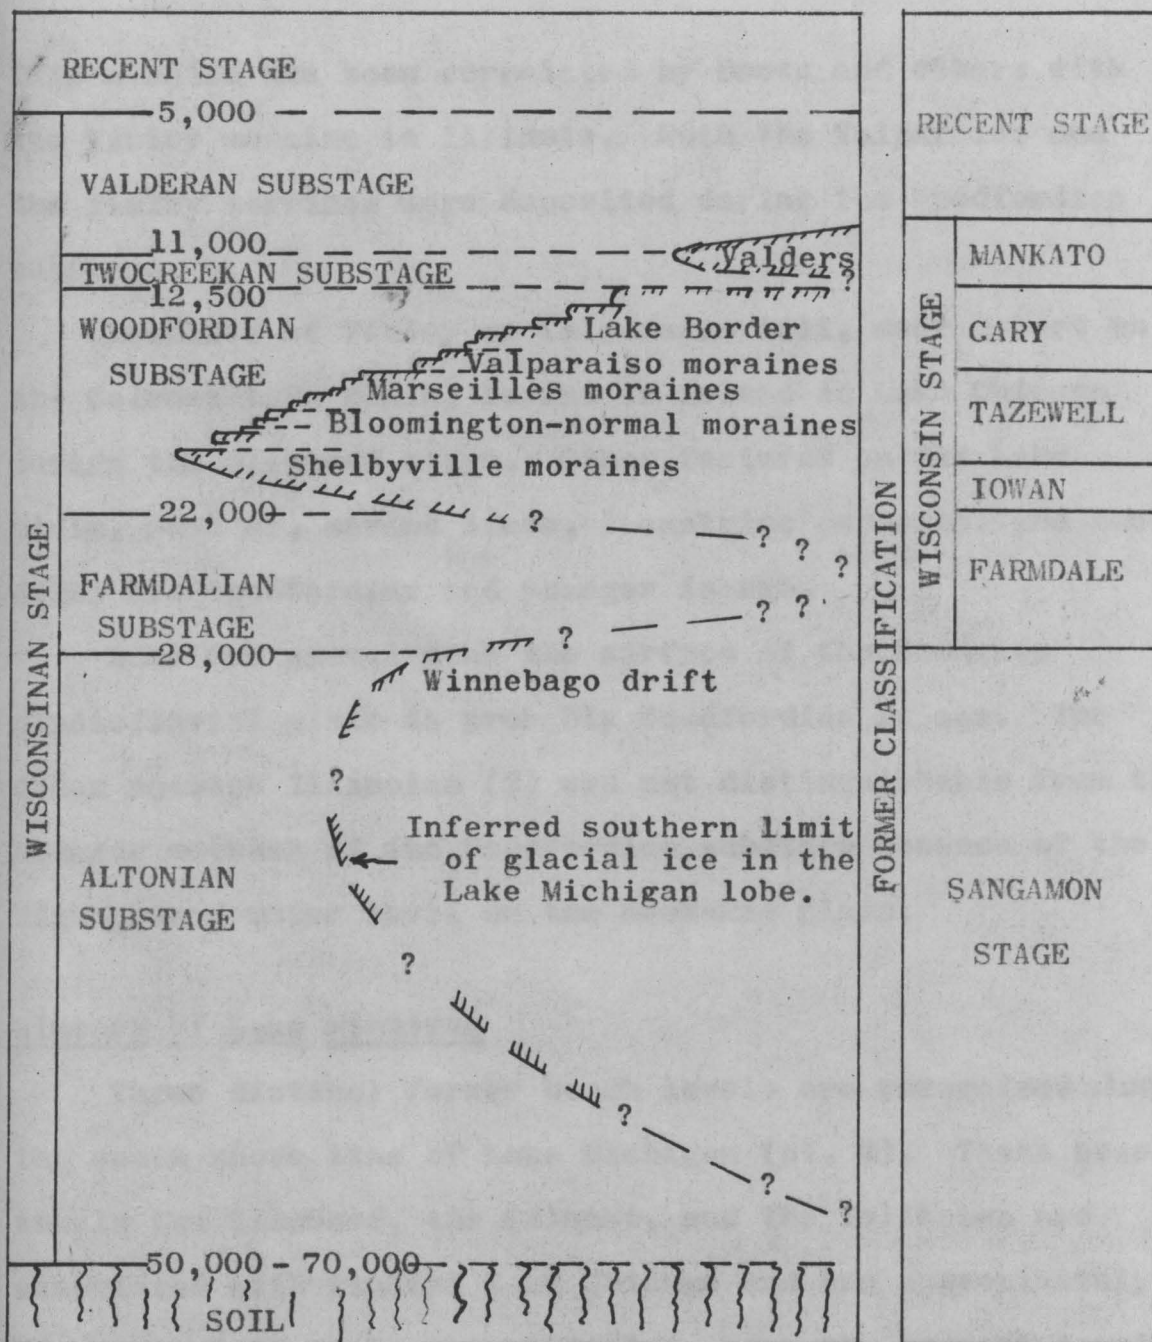 RECENT STAGE
5,000
VALDERAN SUBSTAGE
11,000
Valders
TWOCREEKAN SUBSTAGE
?
12,500
WOODFORDIAN
SUBSTAGE
Lake Border
Valparaiso moraines
Marseilles moraines
Bloomington-normal moraines
Shelbyville moraines
22,000
?
? ? ?
FARMDALIAN
SUBSTAGE
? ? ?
28,000
Winnebago drift
?
Inferred southern limit
of glacial ice in the
Lake Michigan lobe.
ALTONIAN
SUBSTAGE
?
?
?
?
50,000-70,000
SOIL
WISCONSINAN STAGE
FORMER CLASSIFICATION
RECENT STAGE
WISCONSIN STAGE
MANKATO
CARY
TAZEWELL
IOWAN
FARMDALE
SANGAMON
STAGE